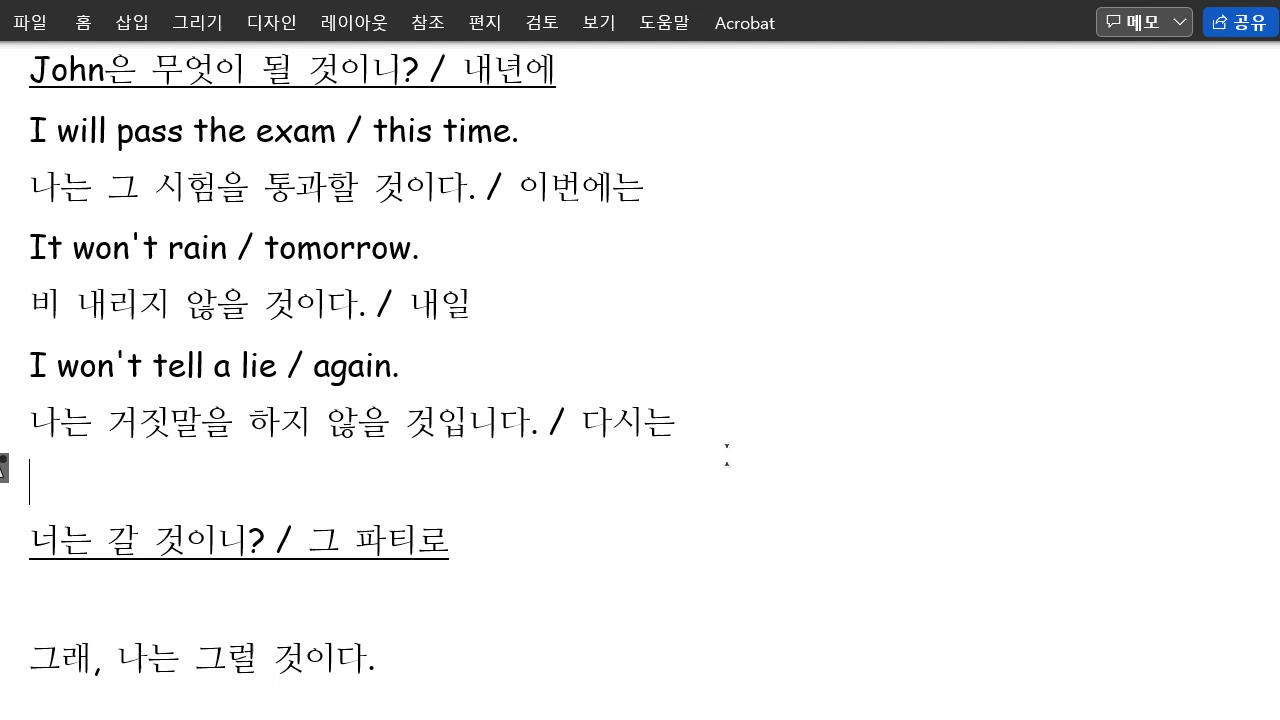 파일 홈 삽입 그리기 디자인 레이아웃 참조 편지 검토 보기 도움말 Acrobat 메모 공유
John은 무엇이 될 것이니? / 내년에
I will pass the exam / this time.
나는 그 시험을 통과할 것이다. / 이번에는
It won't rain / tomorrow.
비 내리지 않을 것이다. / 내일
I won't tell a lie / again.
나는 거짓말을 하지 않을 것입니다. / 다시는
너는 갈 것이니? / 그 파티로
그래, 나는 그럴 것이다.